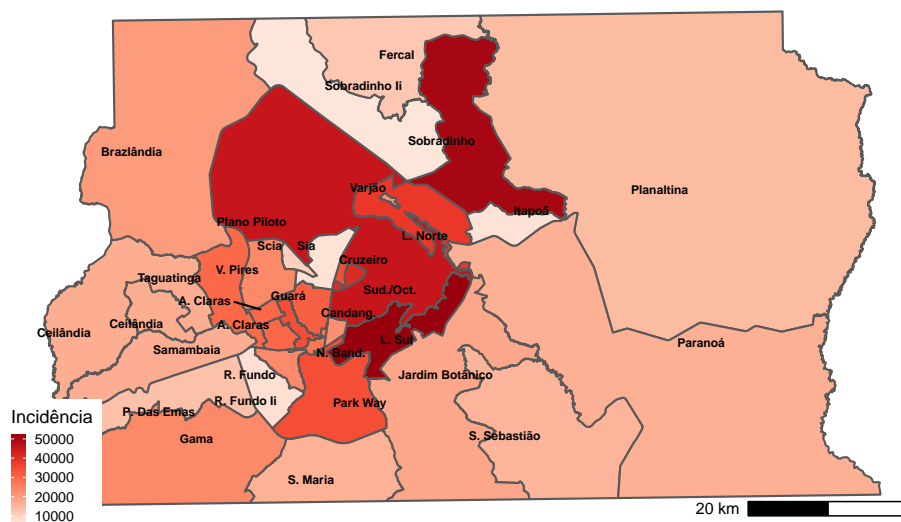 Fercal
Sobradinho Ii
Sobradinho
Brazlândia
Varjão
Planaltina
Itapoã
Plano Piloto
L. Norte
Scia
Sia
Cruzeiro
V. Pires
Taguatinga
Sud./Oct.
Guará
A. Claras
Candang.
Ceilândia
A. Claras
Ceilândia
L. Sul
Paranoá
Samambaia
N. Band.
R. Fundo
Jardim Botânico
R. Fundo Ii
Park Way
P. Das Emas
Gama
S. Sebastião
S. Maria
Incidência
50000
40000
30000
20000
10000
20 km